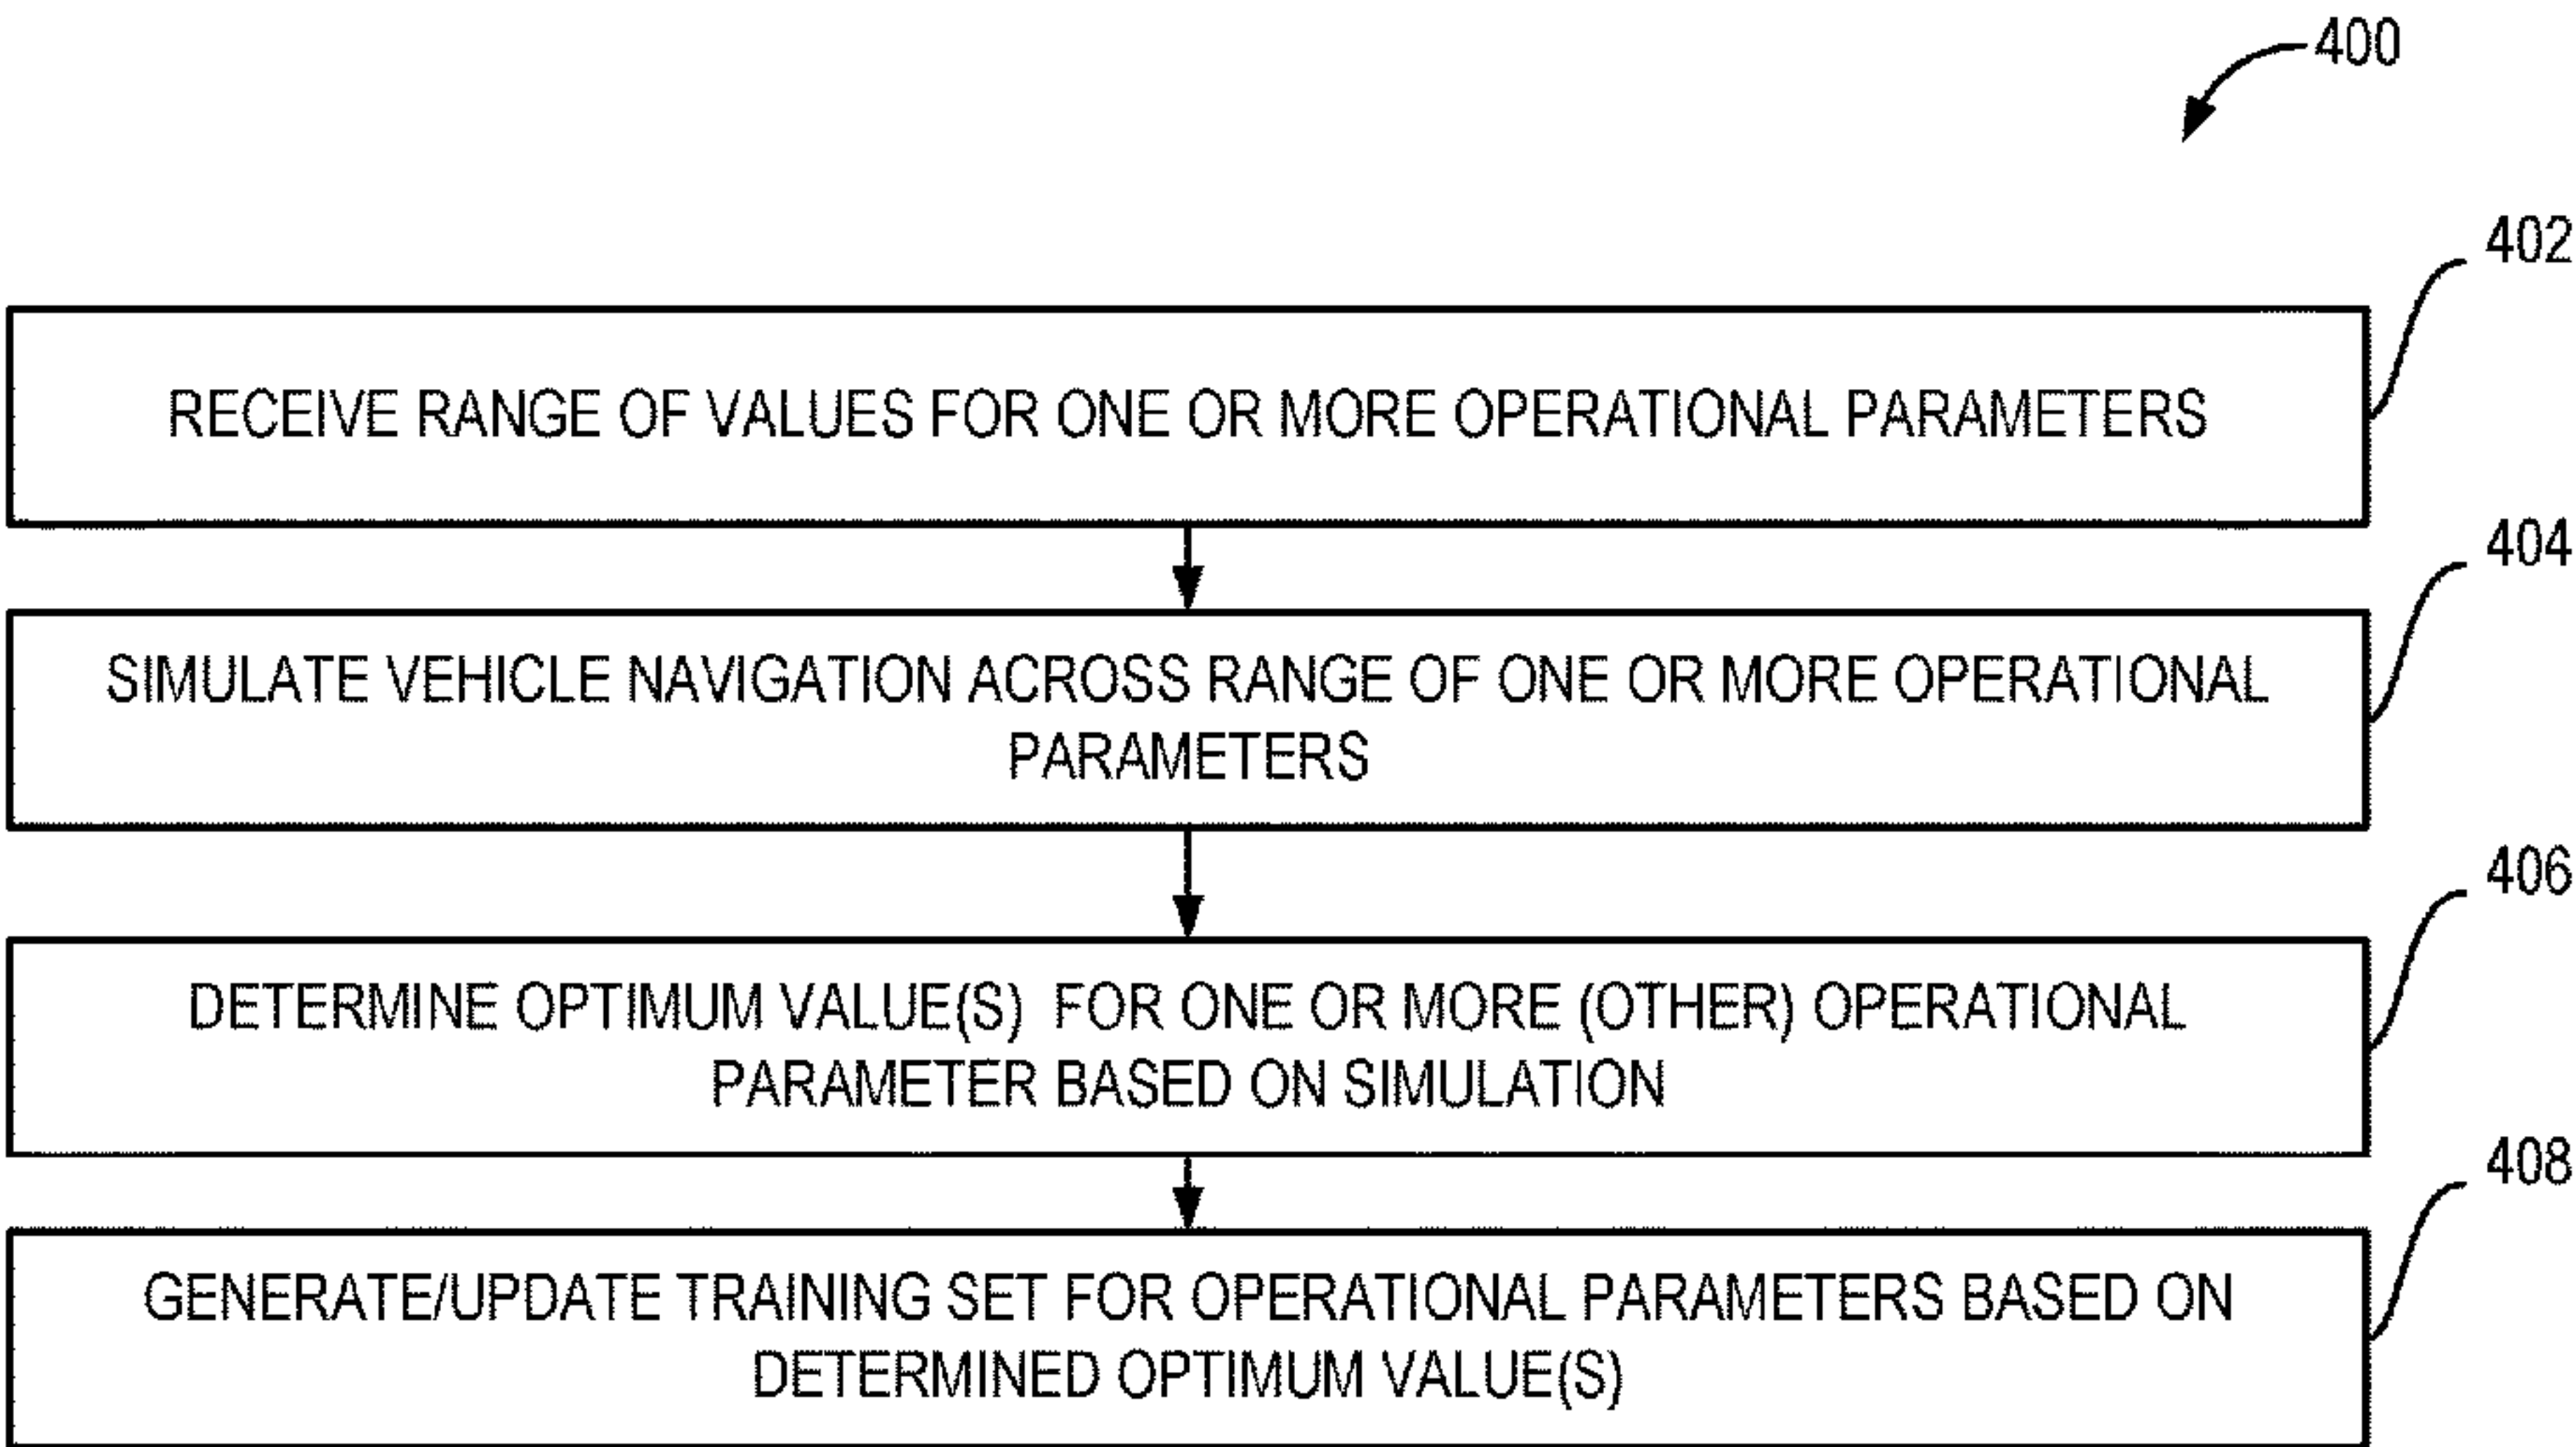 400
402
RECEIVE RANGE OF VALUES FOR ONE OR MORE OPERATIONAL PARAMETERS
404
SIMULATE VEHICLE NAVIGATION ACROSS RANGE OF ONE OR MORE OPERATIONAL
PARAMETERS
406
DETERMINE OPTIMUM VALUE(S) FOR ONE OR MORE (OTHER) OPERATIONAL
PARAMETER BASED ON SIMULATION
408
GENERATE/UPDATE TRAINING SET FOR OPERATIONAL PARAMETERS BASED ON
DETERMINED OPTIMUM VALUE(S)